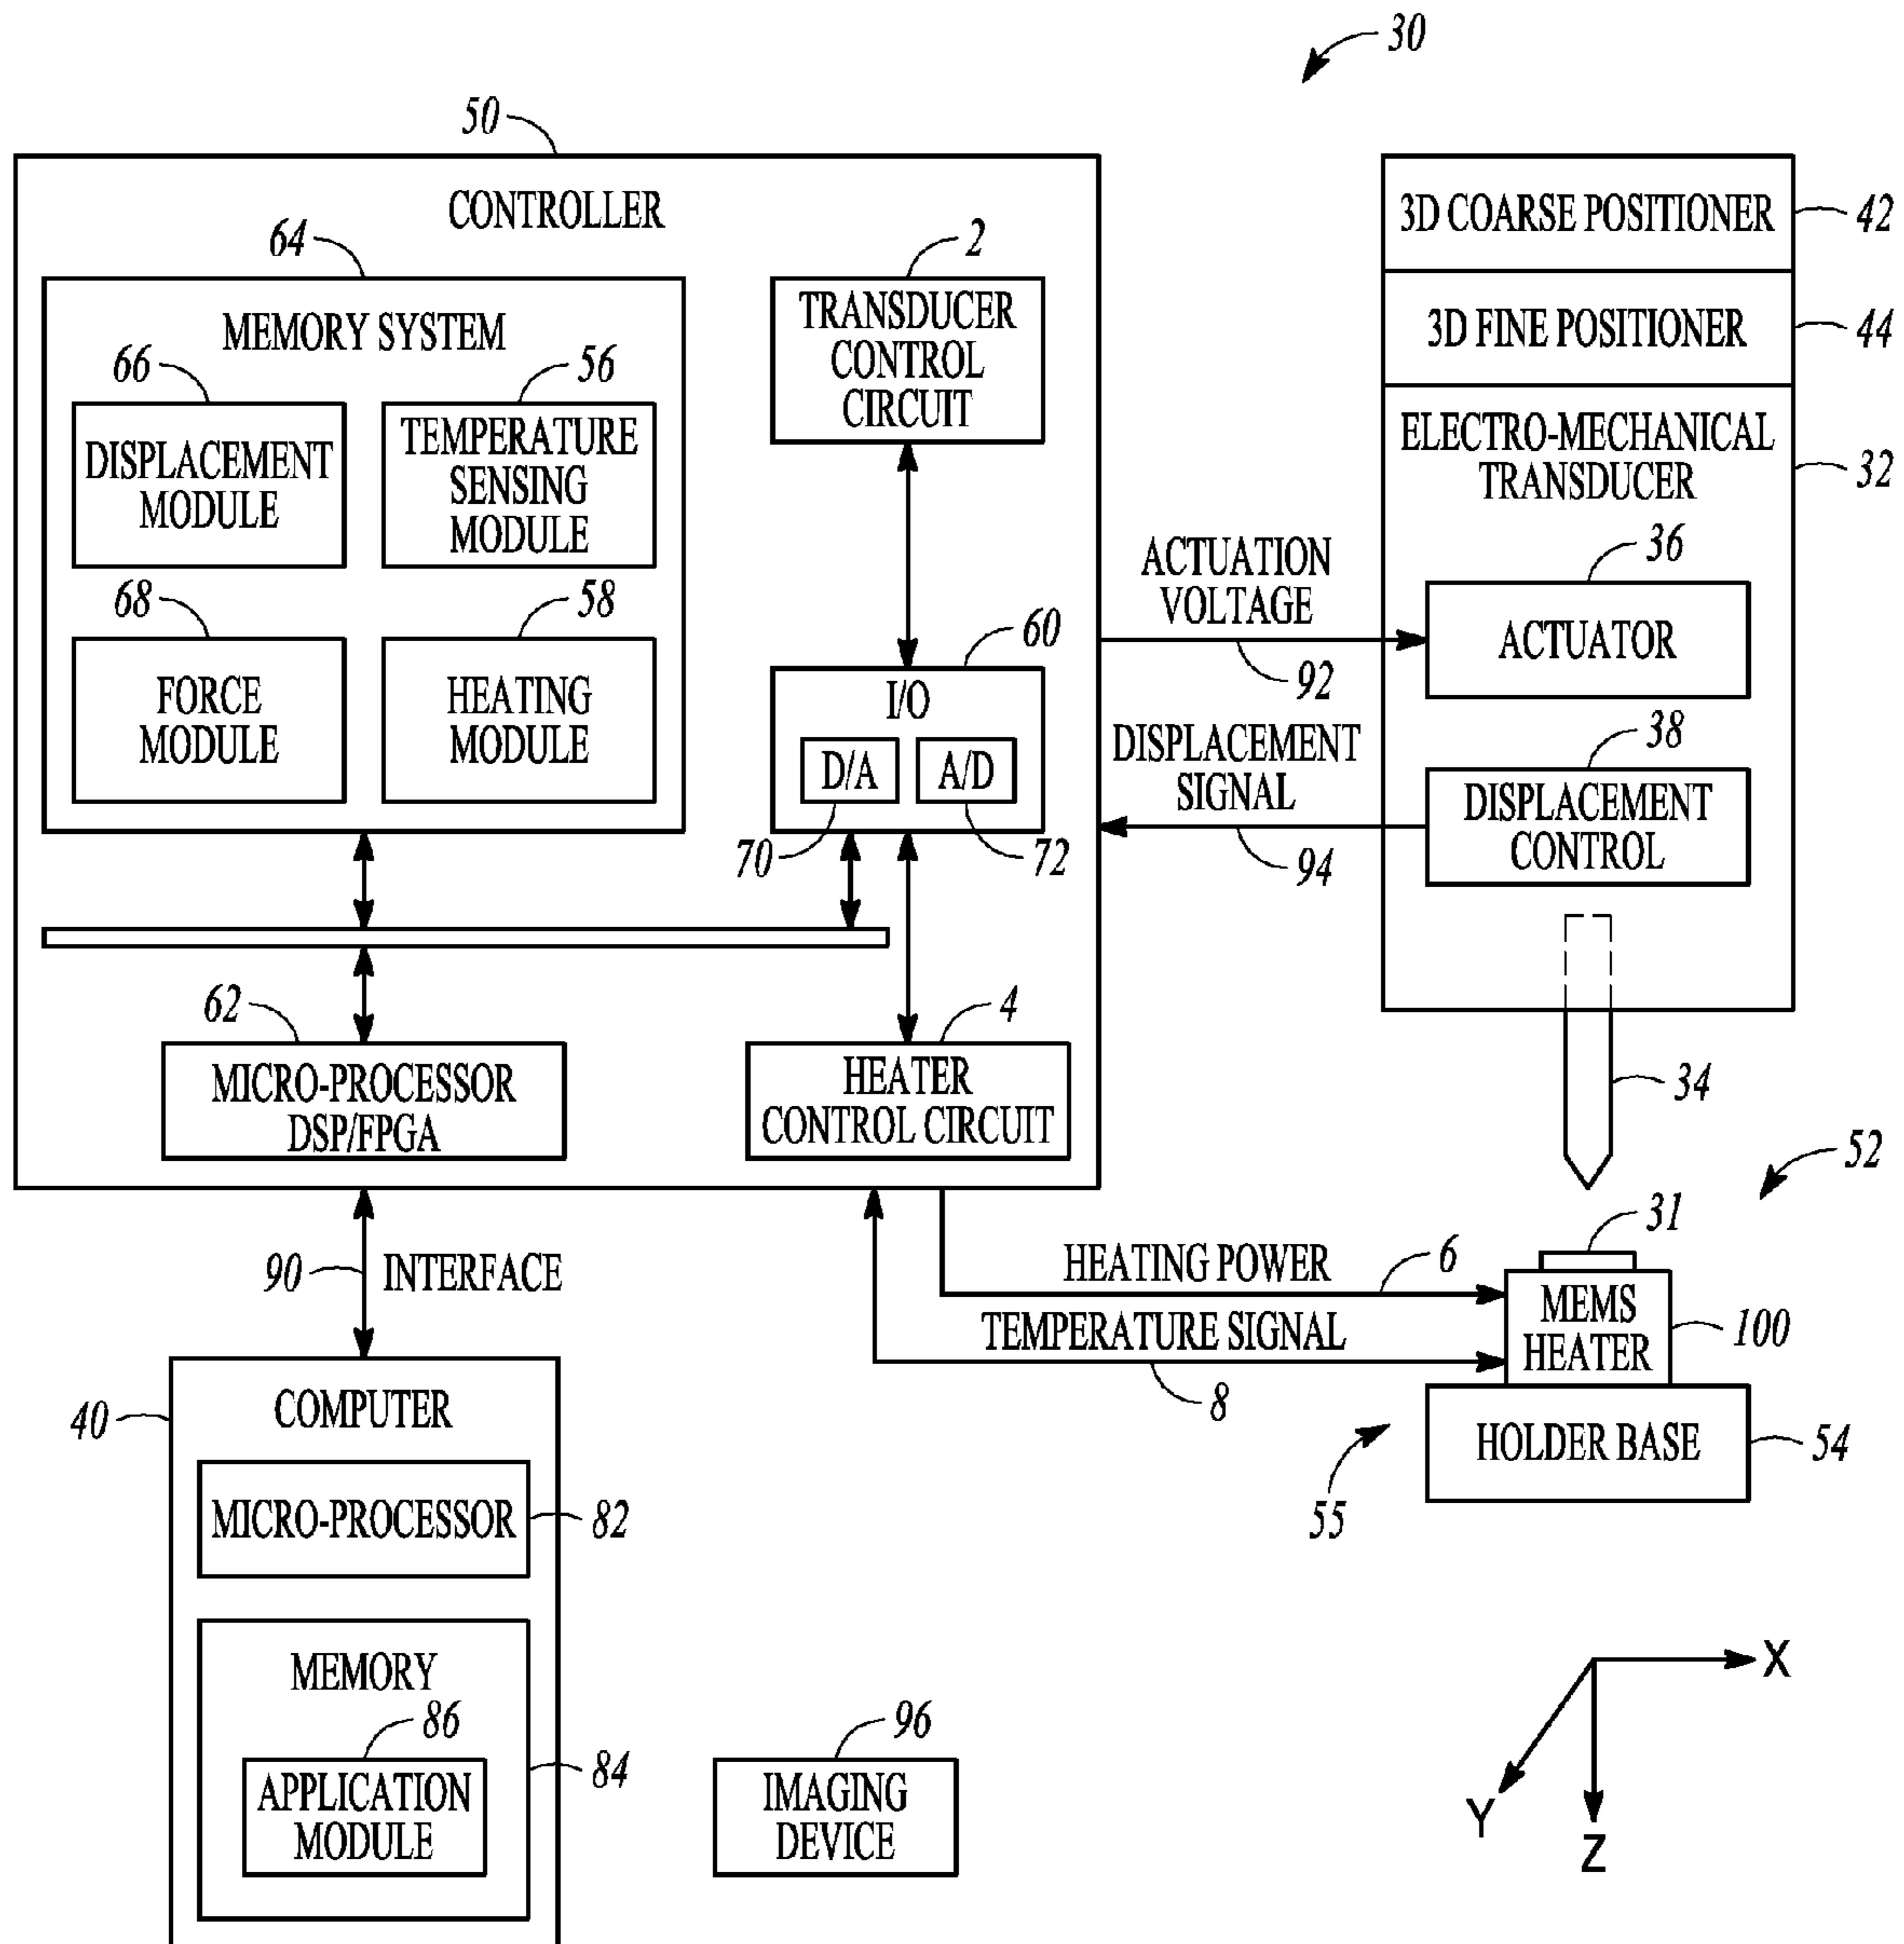 30
50
CONTROLLER
64
MEMORY SYSTEM
66
DISPLACEMENT
MODULE
56
TEMPERATURE
SENSING
MODULE
68
FORCE
MODULE
58
HEATING
MODULE
2
TRANSDUCER
CONTROL
CIRCUIT
60
I/O
D/A
A/D
70
72
62
MICRO-PROCESSOR
DSP/FPGA
4
HEATER
CONTROL CIRCUIT
ACTUATION
VOLTAGE
92
DISPLACEMENT
SIGNAL
94
3D COARSE POSITIONER
42
3D FINE POSITIONER
44
ELECTRO-MECHANICAL
TRANSDUCER
32
36
ACTUATOR
38
DISPLACEMENT
CONTROL
34
52
31
MEMS
HEATER
100
HOLDER BASE
54
55
HEATING POWER
6
TEMPERATURE SIGNAL
8
90
INTERFACE
40
COMPUTER
MICRO-PROCESSOR
82
MEMORY
84
86
APPLICATION
MODULE
96
IMAGING
DEVICE
X
Y
Z